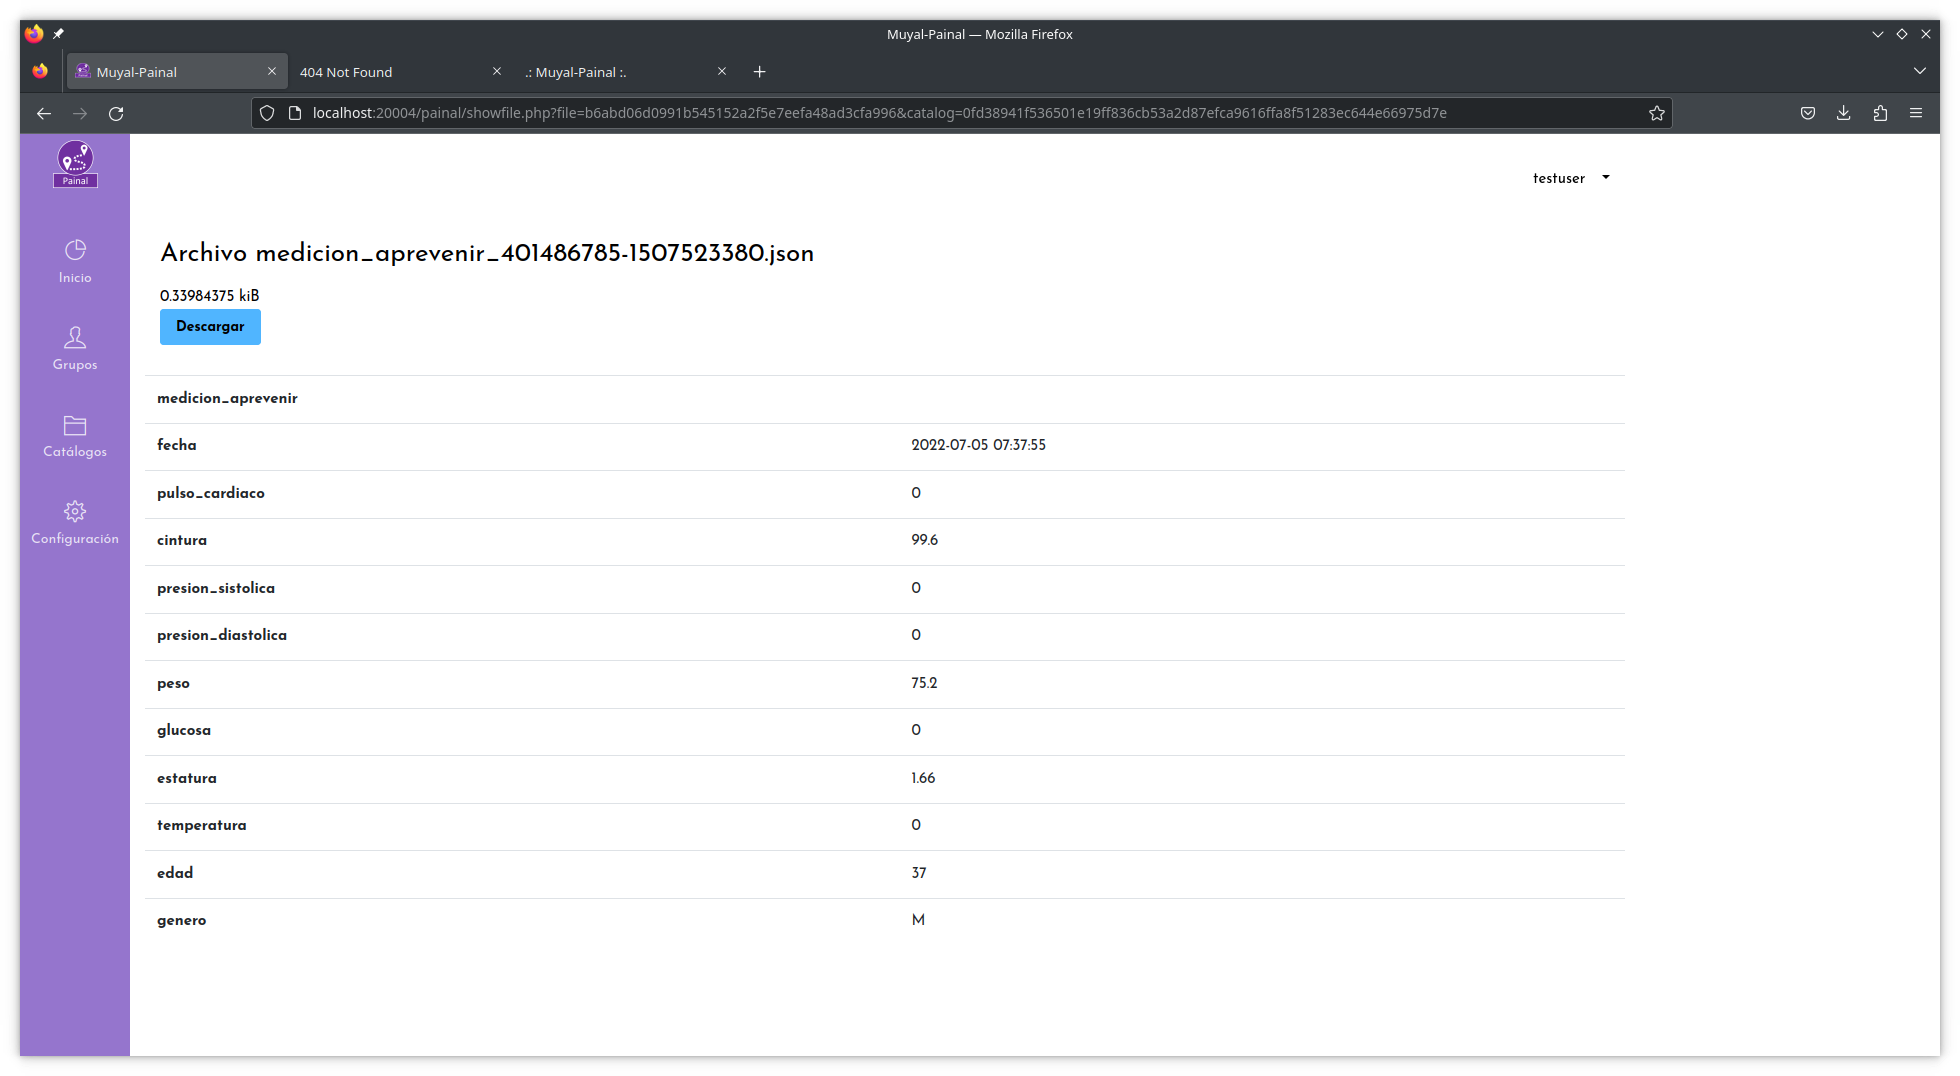 Muyal-Painal — Mozilla Firefox
Muyal-Painal
404 Not Found
.: Muyal-Painal :.
localhost:20004/painal/showfile.php?file=b6abd06d0991b545152a2f5e7eefa48ad3cfa996&catalog=0fd38941f536501e19ff836cb53a2d87efca9616ffa8f51283ec644e66975d7e
Painal
testuser
Inicio
Grupos
Catálogos
Configuración
Archivo medicion_aprevenir_401486785-1507523380.json
0.33984375 kiB
Descargar
medicion_aprevenir
fecha 2022-07-05 07:37:55
pulso_cardiaco 0
cintura 99.6
presion_sistolica 0
presion_diastolica 0
peso 75.2
glucosa 0
estatura 1.66
temperatura 0
edad 37
genero M